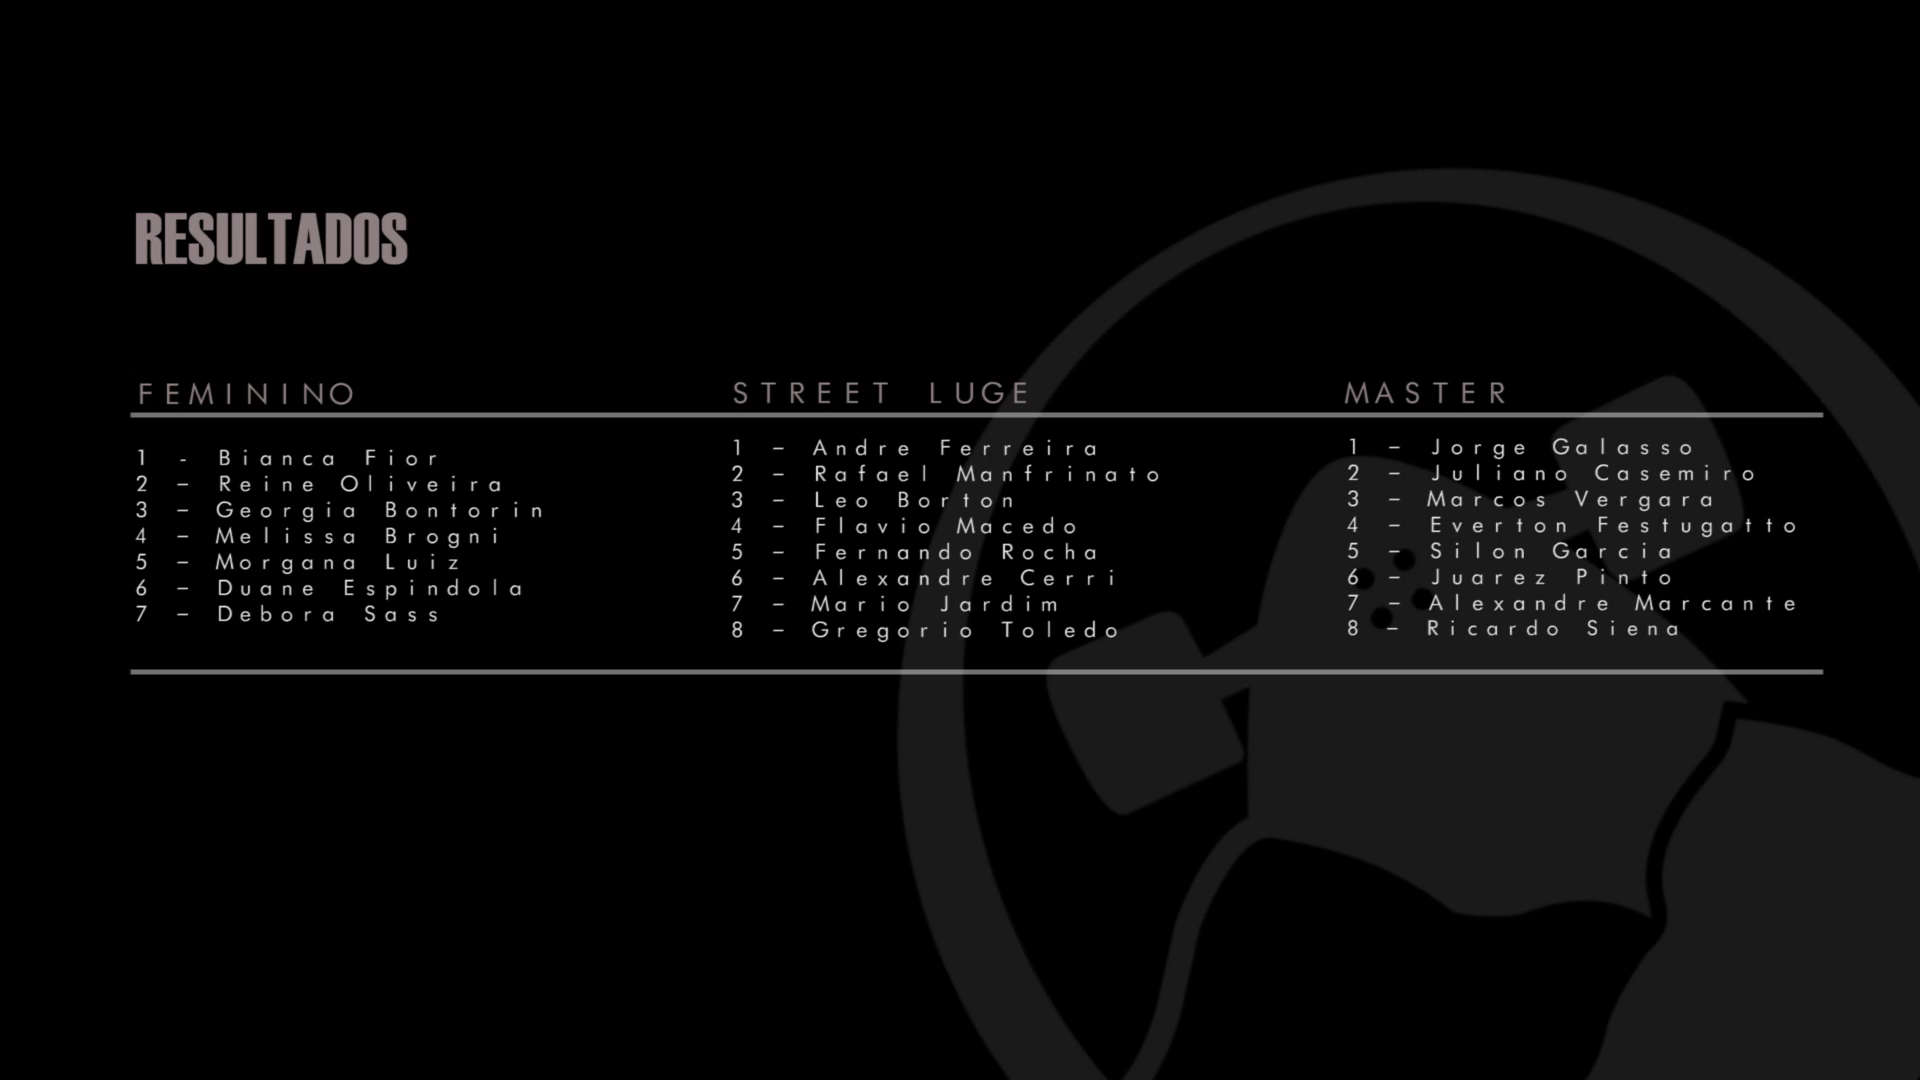 RESULTADOS
FEMININO
1 - Bianca Fior
2 – Reine Oliveira
3 – Georgia Bontorin
4 – Melissa Brogni
5 – Morgana Luiz
6 – Duane Espindola
7 – Debora Sass
STREET LUGE
1 – Andre Ferreira
2 – Rafael Manfrinato
3 – Leo Borton
4 – Flavio Macedo
5 – Fernando Rocha
6 – Alexandre Cerri
7 – Mario Jardim
8 – Gregorio Toledo
MASTER
1 – Jorge Galasso
2 – Juliano Casemiro
3 – Marcos Vergara
4 – Everton Festugatto
5 – Silon Garcia
6 – Juarez Pinto
7 – Alexandre Marcante
8 – Ricardo Siena